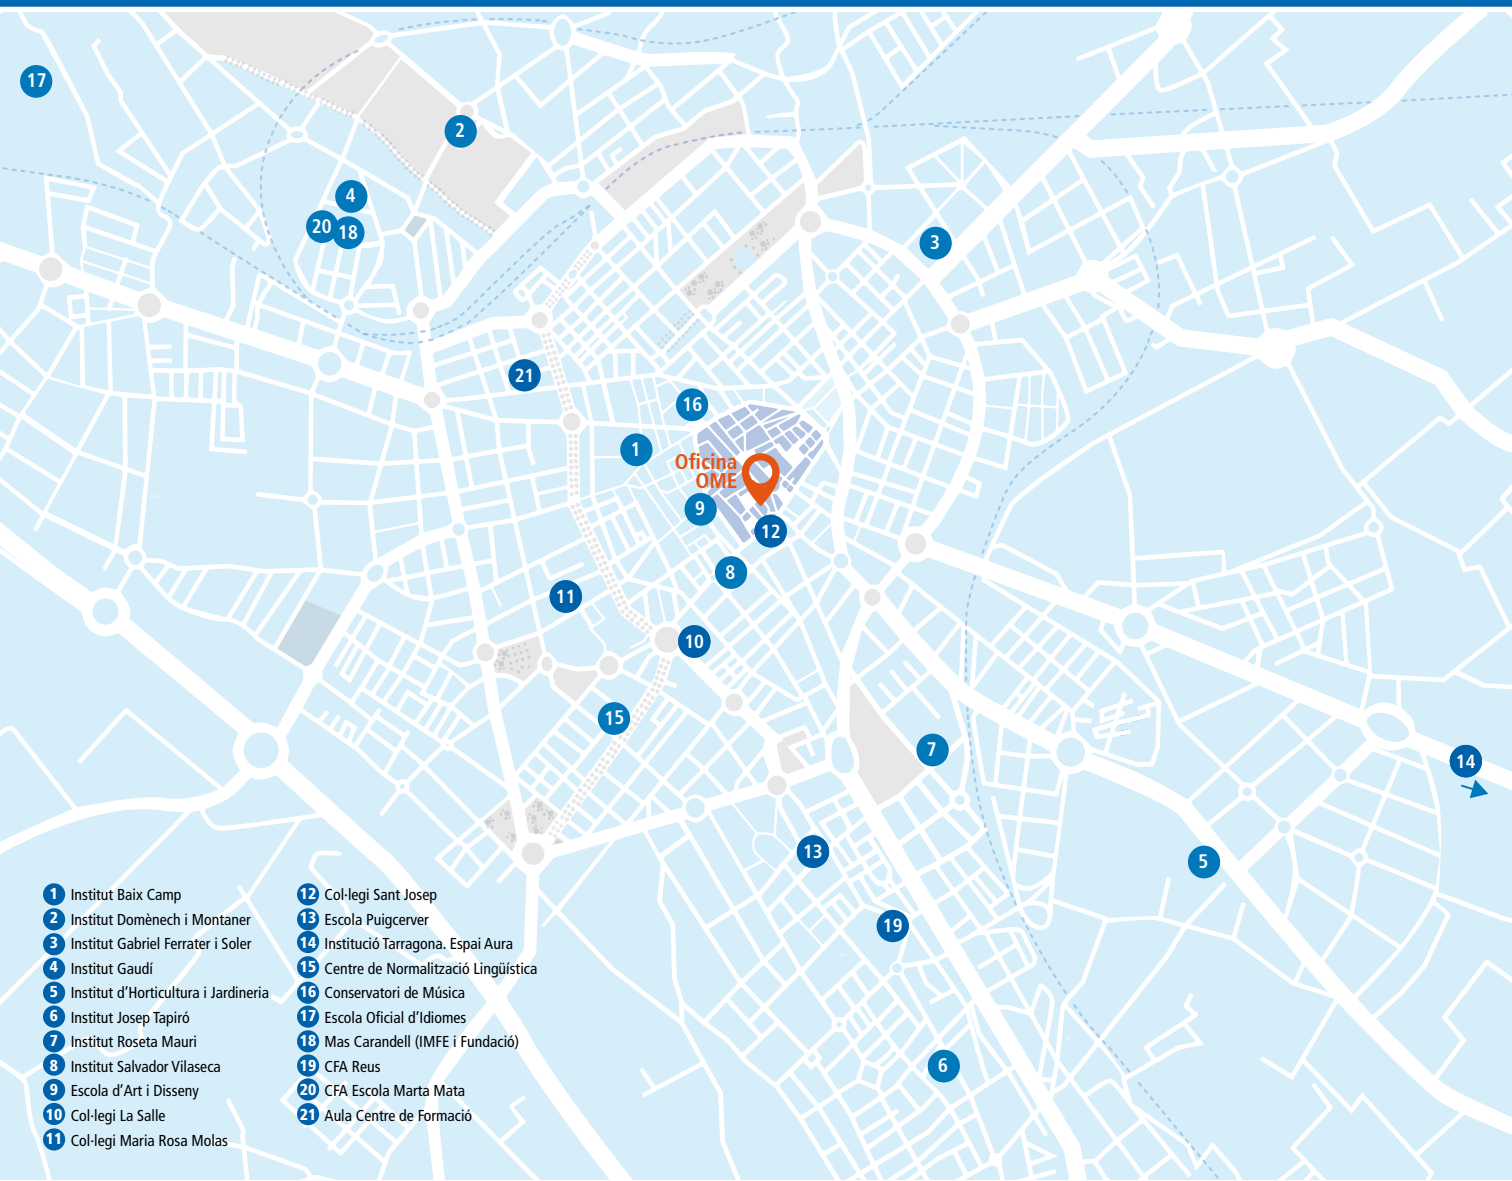 17
2
4
20
18
3
21
16
1
Oficina
OME
9
12
8
11
10
15
7
14
13
5
19
6
1 Institut Baix Camp
2 Institut Domènech i Montaner
3 Institut Gabriel Ferrater i Soler
4 Institut Gaudí
5 Institut d’Horticultura i Jardineria
6 Institut Josep Tapiró
7 Institut Roseta Mauri
8 Institut Salvador Vilaseca
9 Escola d’Art i Disseny
10 Col·legi La Salle
11 Col·legi Maria Rosa Molas
12 Col·legi Sant Josep
13 Escola Puigcerver
14 Institució Tarragona. Espai Aura
15 Centre de Normalització Lingüística
16 Conservatori de Música
17 Escola Oficial d’Idiomes
18 Mas Carandell (IMFE i Fundació)
19 CFA Reus
20 CFA Escola Marta Mata
21 Aula Centre de Formació